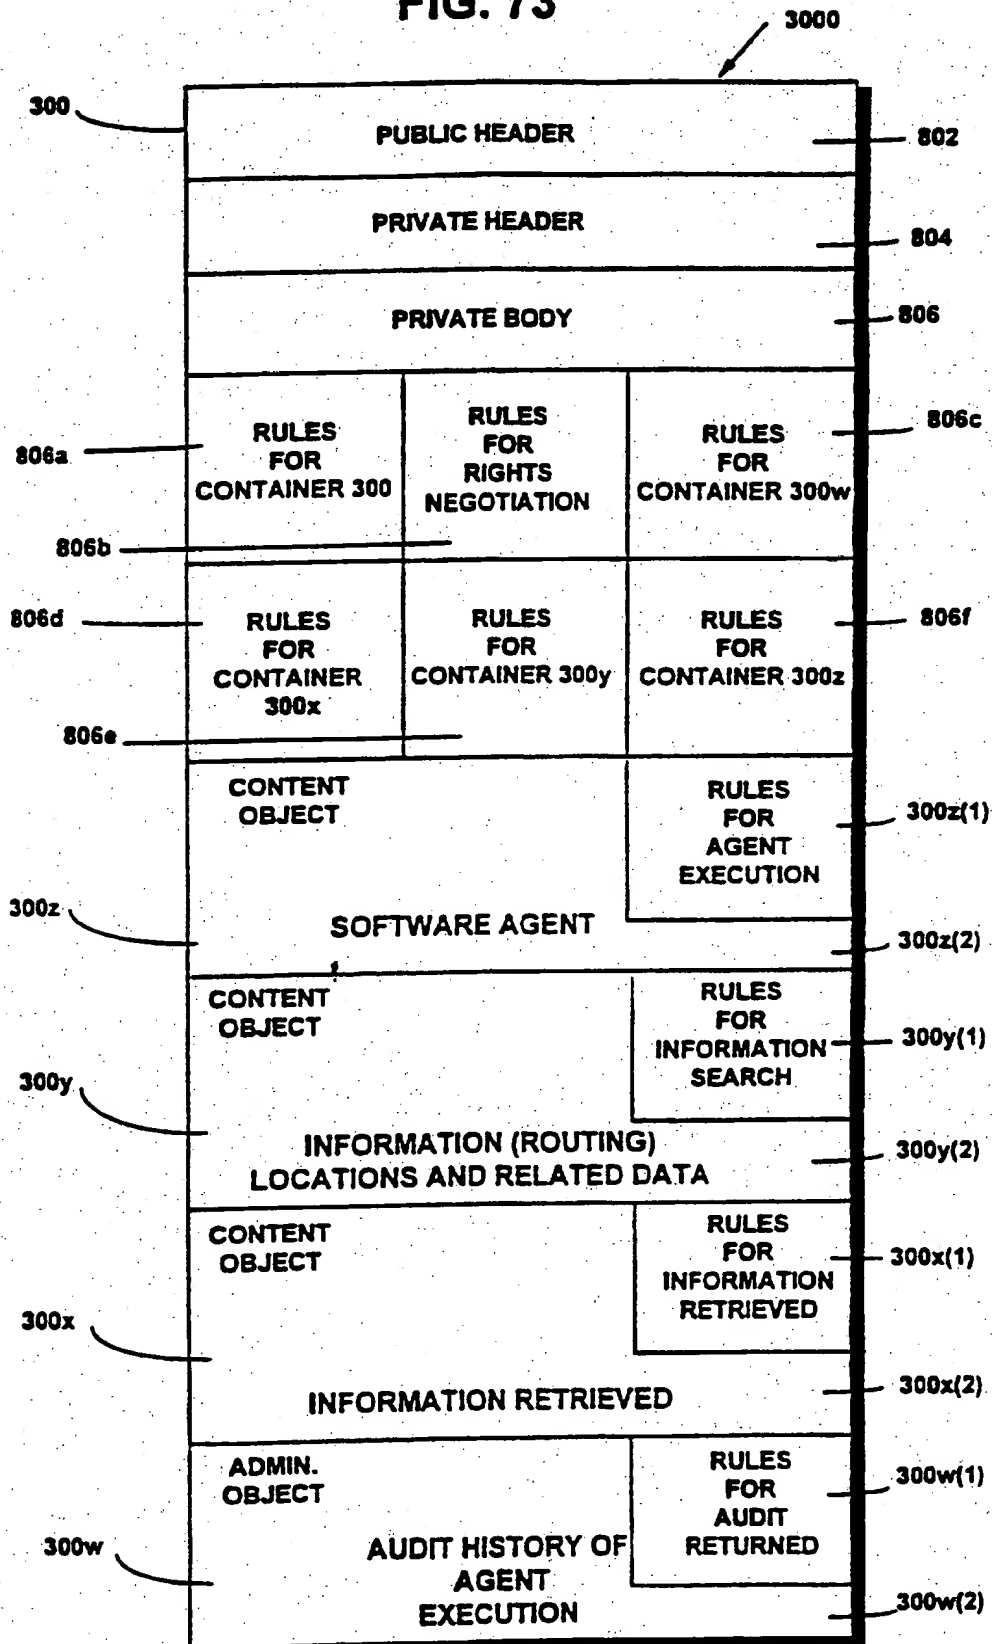 FIG. 73
3000
300
PUBLIC HEADER
802
PRIVATE HEADER
804
PRIVATE BODY
806
806a
RULES
FOR
CONTAINER 300
806b
RULES
FOR
RIGHTS
NEGOTIATION
806c
RULES
FOR
CONTAINER 300w
806d
RULES
FOR
CONTAINER
300x
806e
RULES
FOR
CONTAINER 300y
806f
RULES
FOR
CONTAINER 300z
CONTENT
OBJECT
RULES
FOR
AGENT
EXECUTION
300z(1)
300z
SOFTWARE AGENT
300z(2)
CONTENT
OBJECT
RULES
FOR
INFORMATION
SEARCH
300y(1)
300y
INFORMATION (ROUTING)
LOCATIONS AND RELATED DATA
300y(2)
CONTENT
OBJECT
RULES
FOR
INFORMATION
RETRIEVED
300x(1)
300x
INFORMATION RETRIEVED
300x(2)
ADMIN.
OBJECT
RULES
FOR
AUDIT
RETURNED
300w(1)
300w
AUDIT HISTORY OF
AGENT
EXECUTION
300w(2)